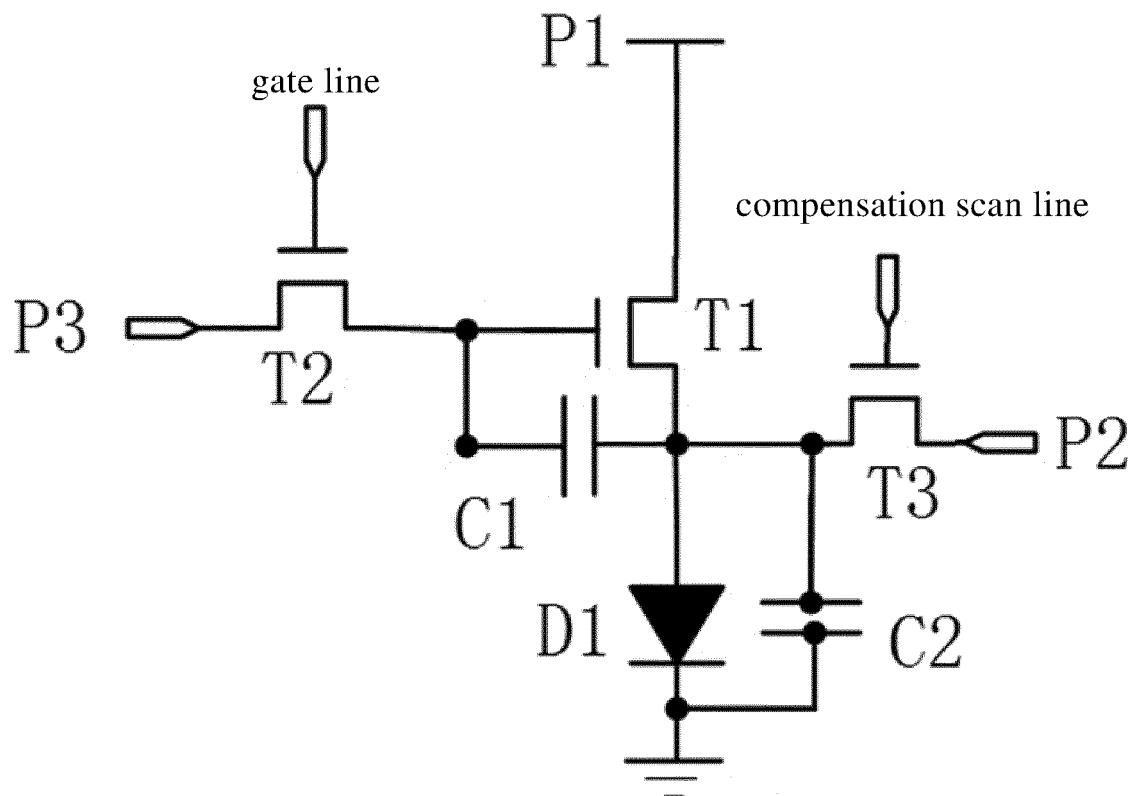 P1
gate line
compensation scan line
P3
T1
T2
P2
T3
C1
D1
C2